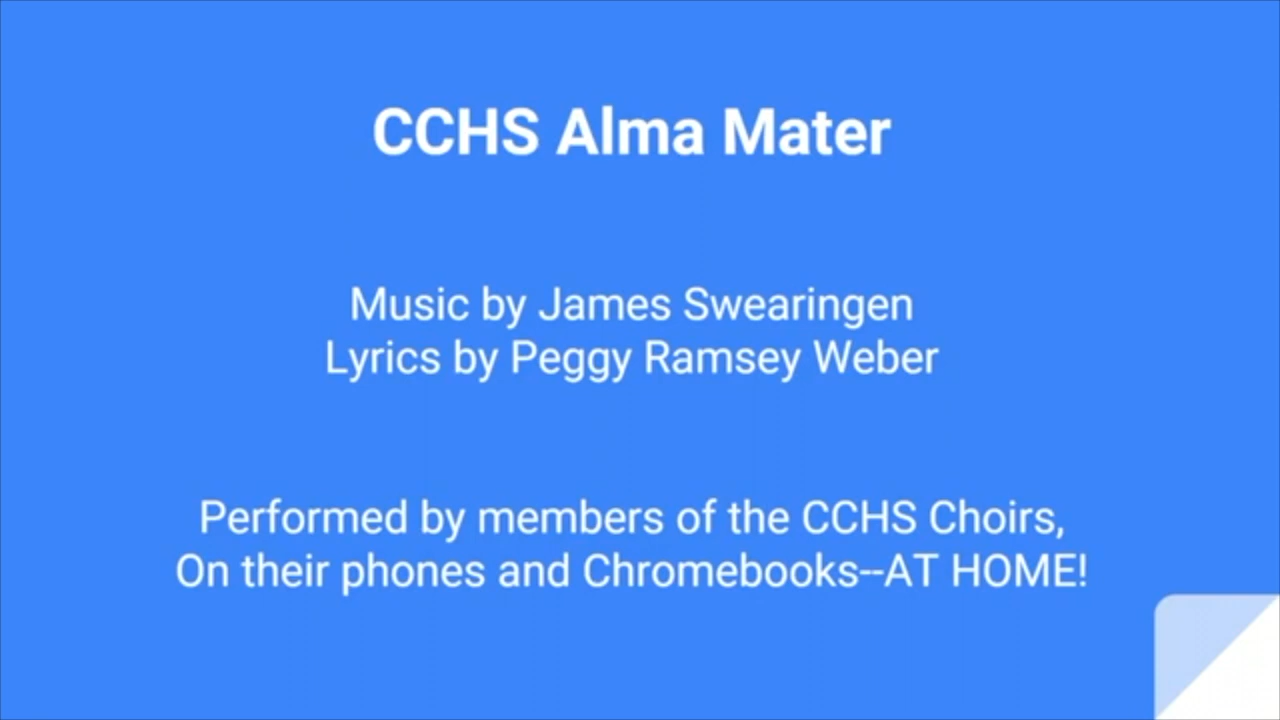 CCHS Alma Mater
Music by James Swearingen
Lyrics by Peggy Ramsey Weber
Performed by members of the CCHS Choirs,
On their phones and Chromebooks--AT HOME!